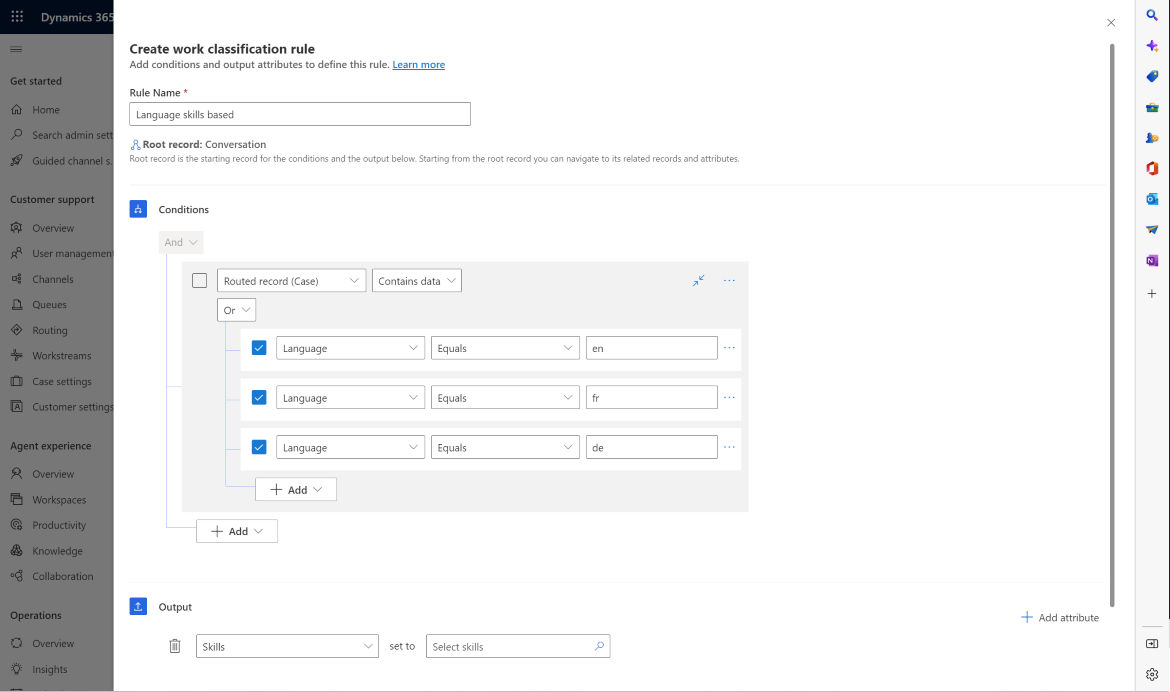 Dynamics 365
Get started
Home
Search admin sett
Guided channel s.
Customer support
Overview
User management
Channels
Queues
Routing
Workstreams
Case settings
Customer settings
Agent experience
Overview
Workspaces
Productivity
Knowledge
Collaboration
Operations
Overview
Insights
Create work classification rule
Add conditions and output attributes to define this rule. Learn more
Rule Name *
Language skills based
Root record: Conversation
Root record is the starting record for the conditions and the output below. Starting from the root record you can navigate to its related records and attributes.
Conditions
And
Routed record (Case) Contains data
Or
Language Equals en
Language Equals fr
Language Equals de
Add
Add
Output
Add attribute
Skills set to Select skills